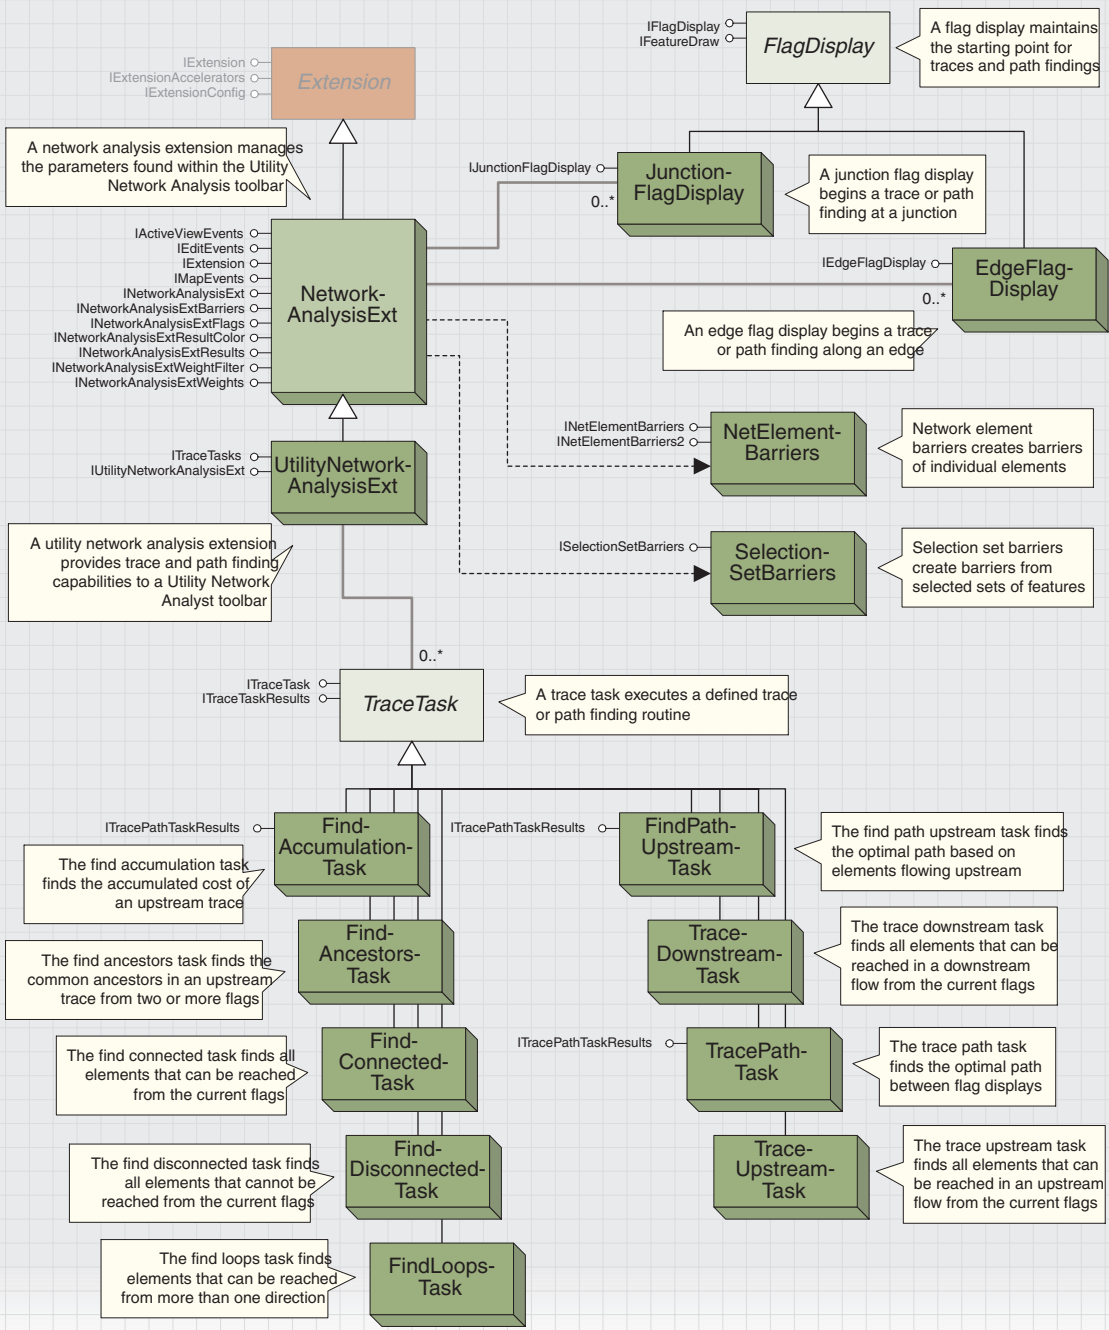 IFlagDisplay
IFeatureDraw
FlagDisplay
A flag display maintains
the starting point for
traces and path findings
IExtension
IExtensionAccelerators
IExtensionConfig
Extension
A network analysis extension manages
the parameters found within the Utility
Network Analysis toolbar
IJunctionFlagDisplay
0..*
Junction-
FlagDisplay
A junction flag display
begins a trace or path
finding at a junction
IActiveViewEvents
IEditEvents
IExtension
IMapEvents
INetworkAnalysisExt
INetworkAnalysisExtBarriers
INetworkAnalysisExtFlags
INetworkAnalysisExtResultColor
INetworkAnalysisExtResults
INetworkAnalysisExtWeightFilter
INetworkAnalysisExtWeights
Network-
AnalysisExt
IEdgeFlagDisplay
0..*
EdgeFlag-
Display
An edge flag display begins a trace
or path finding along an edge
INetElementBarriers
INetElementBarriers2
NetElement-
Barriers
Network element
barriers creates barriers
of individual elements
ITraceTasks
IUtilityNetworkAnalysisExt
UtilityNetwork-
AnalysisExt
A utility network analysis extension
provides trace and path finding
capabilities to a Utility Network
Analyst toolbar
ISelectionSetBarriers
Selection-
SetBarriers
Selection set barriers
create barriers from
selected sets of features
0..*
ITraceTask
ITraceTaskResults
TraceTask
A trace task executes a defined trace
or path finding routine
ITracePathTaskResults
Find-
Accumulation-
Task
The find accumulation task
finds the accumulated cost of
an upstream trace
ITracePathTaskResults
FindPath-
Upstream-
Task
The find path upstream task finds
the optimal path based on
elements flowing upstream
Find-
Ancestors-
Task
The find ancestors task finds the
common ancestors in an upstream
trace from two or more flags
Trace-
Downstream-
Task
The trace downstream task
finds all elements that can be
reached in a downstream
flow from the current flags
Find-
Connected-
Task
The find connected task finds all
elements that can be reached
from the current flags
ITracePathTaskResults
TracePath-
Task
The trace path task
finds the optimal path
between flag displays
Find-
Disconnected-
Task
The find disconnected task finds
all elements that cannot be
reached from the current flags
Trace-
Upstream-
Task
The trace upstream task
finds all elements that can
be reached in an upstream
flow from the current flags
FindLoops-
Task
The find loops task finds
elements that can be reached
from more than one direction